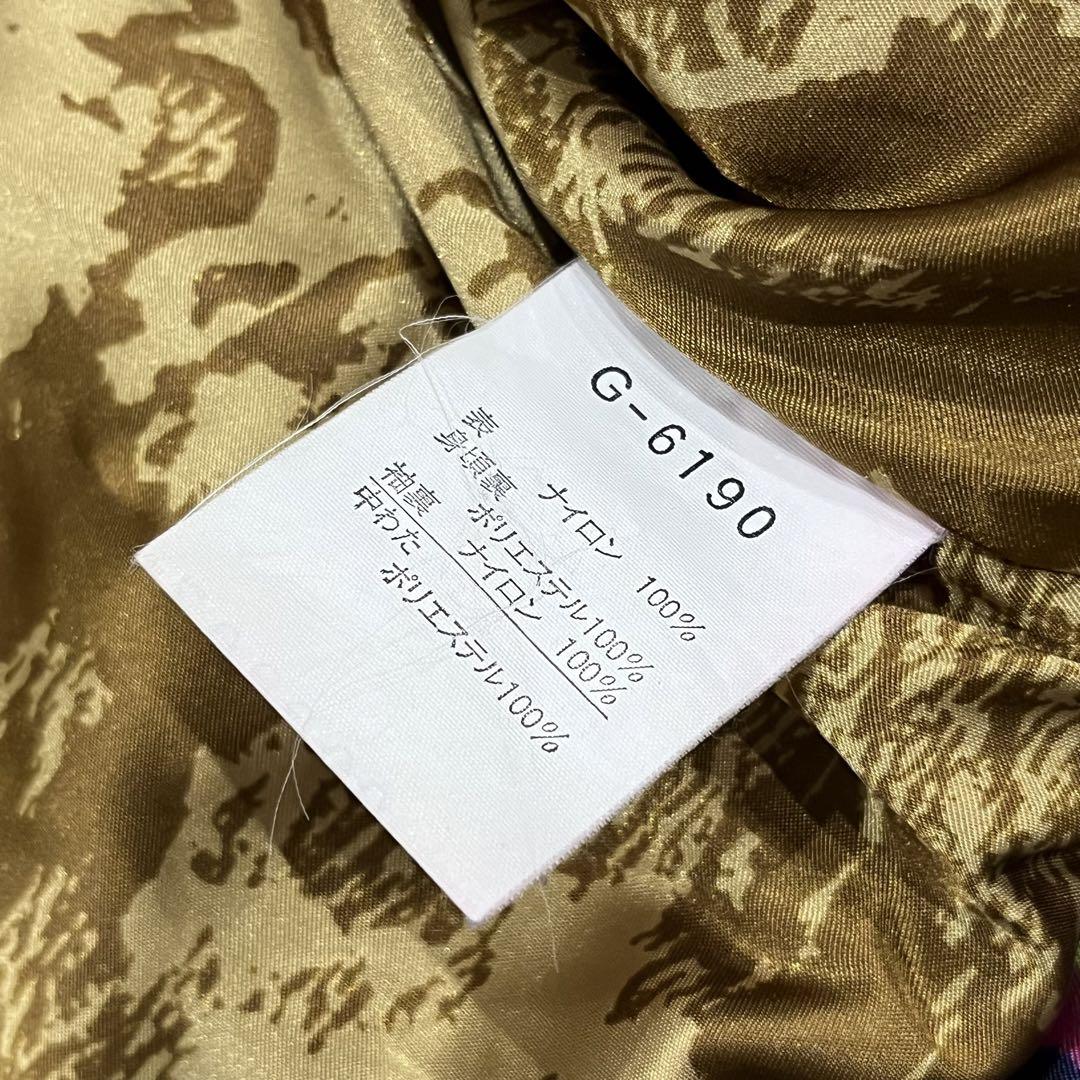 G-6190
表 ナイロン 100%
身頃裏 ポリエステル100%
袖裏 ナイロン 100%
中わた ポリエステル100%